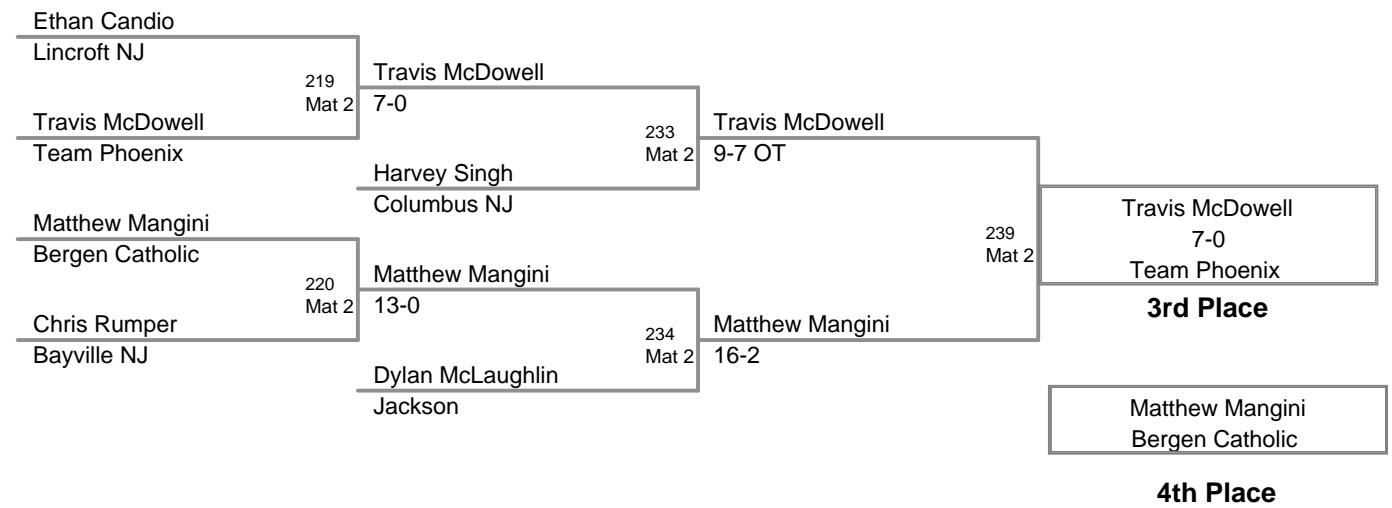 Ethan Candio
Lincroft NJ
219
Mat 2
Travis McDowell
7-0
Travis McDowell
Team Phoenix
233
Mat 2
Travis McDowell
9-7 OT
Harvey Singh
Columbus NJ
Matthew Mangini
Bergen Catholic
239
Mat 2
Travis McDowell
7-0
Team Phoenix
3rd Place
220
Mat 2
Matthew Mangini
13-0
Chris Rumper
Bayville NJ
234
Mat 2
Matthew Mangini
16-2
Dylan McLaughlin
Jackson
Matthew Mangini
Bergen Catholic
4th Place